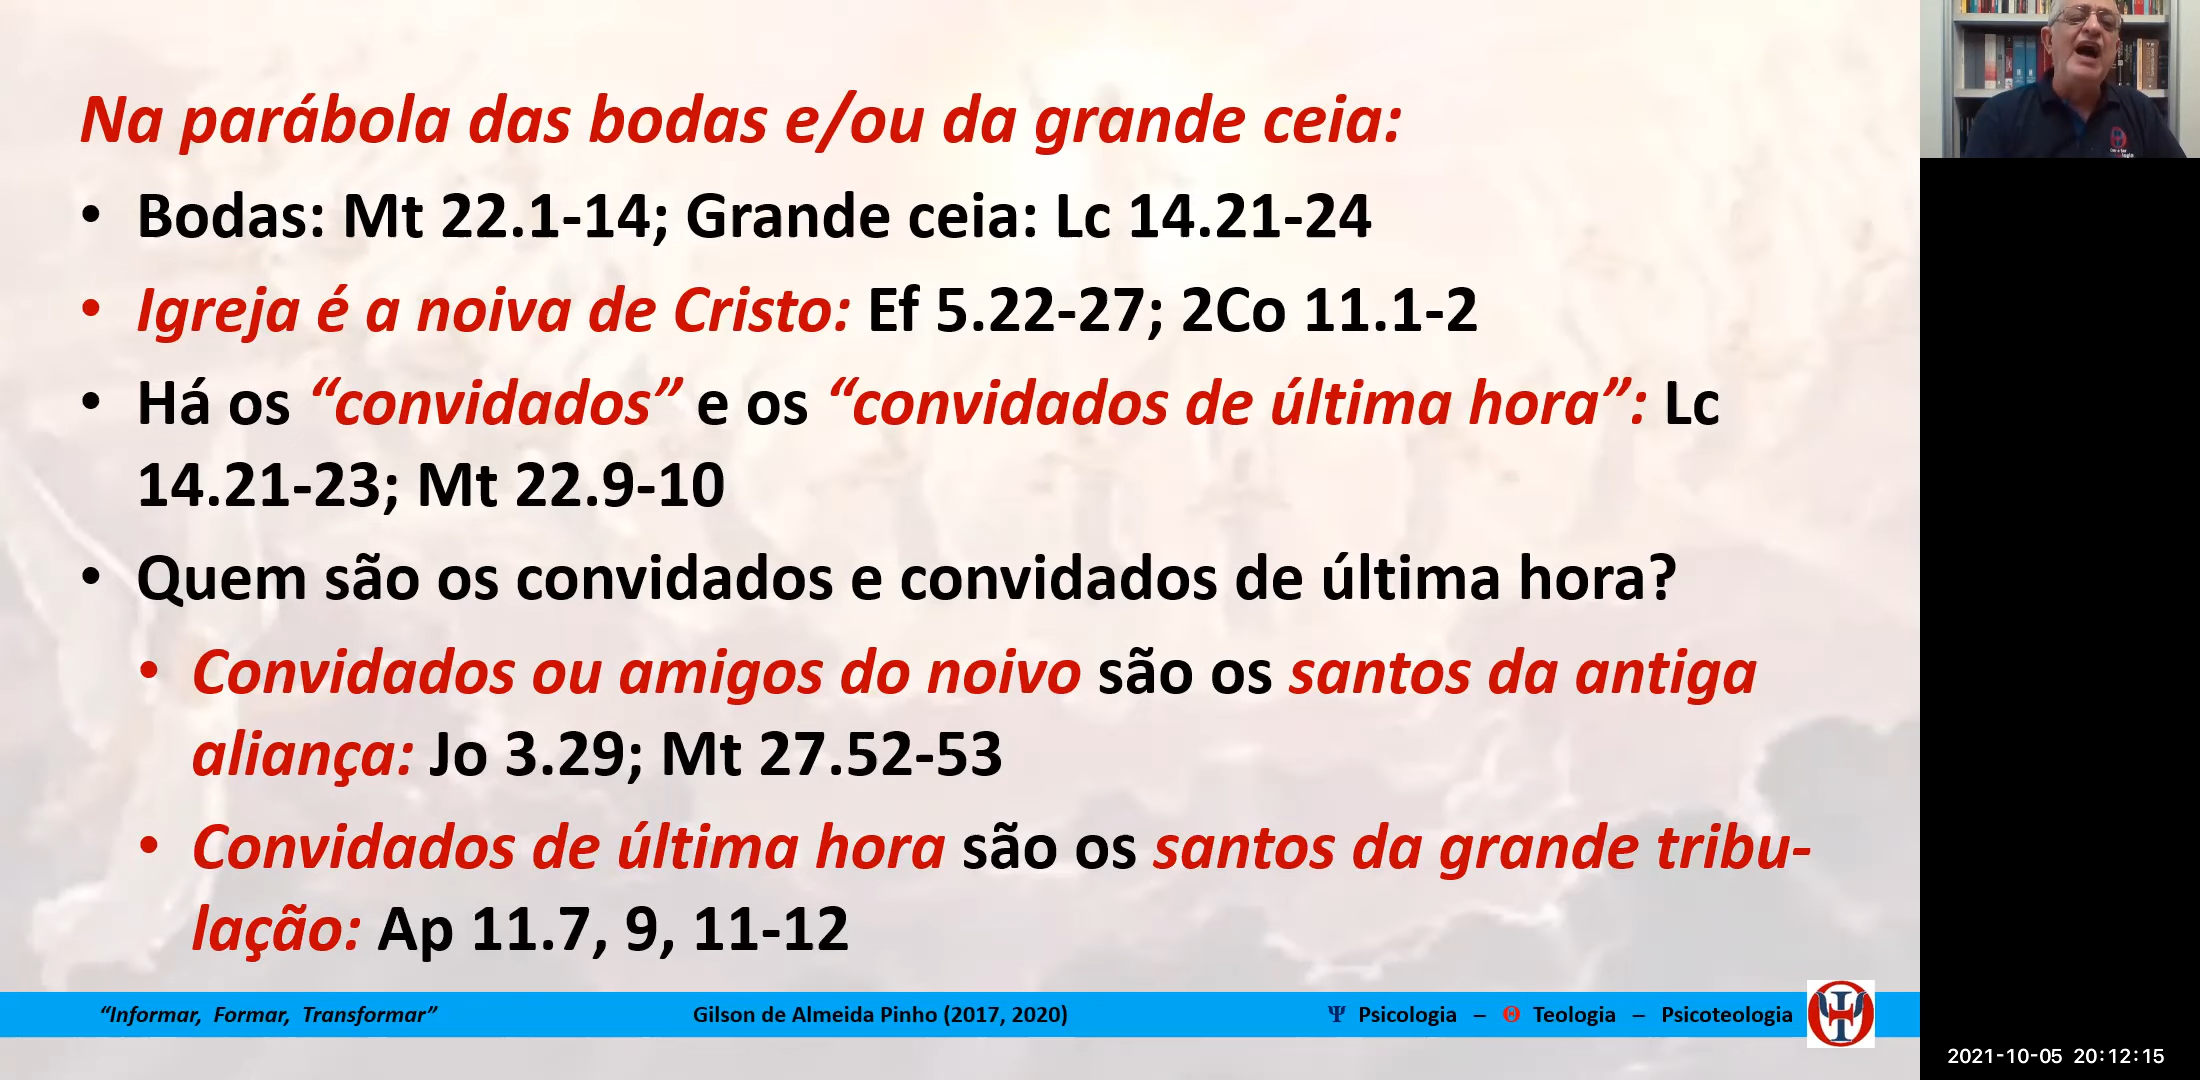 Na parábola das bodas e/ou da grande ceia:
• Bodas: Mt 22.1-14; Grande ceia: Lc 14.21-24
• Igreja é a noiva de Cristo: Ef 5.22-27; 2Co 11.1-2
• Há os “convidados” e os “convidados de última hora”: Lc
14.21-23; Mt 22.9-10
• Quem são os convidados e convidados de última hora?
• Convidados ou amigos do noivo são os santos da antiga
aliança: Jo 3.29; Mt 27.52-53
• Convidados de última hora são os santos da grande tribu-
lação: Ap 11.7, 9, 11-12
“Informar, Formar, Transformar” Gilson de Almeida Pinho (2017, 2020) Ψ Psicologia – Θ Teologia – Psicoteologia
2021-10-05 20:12:15